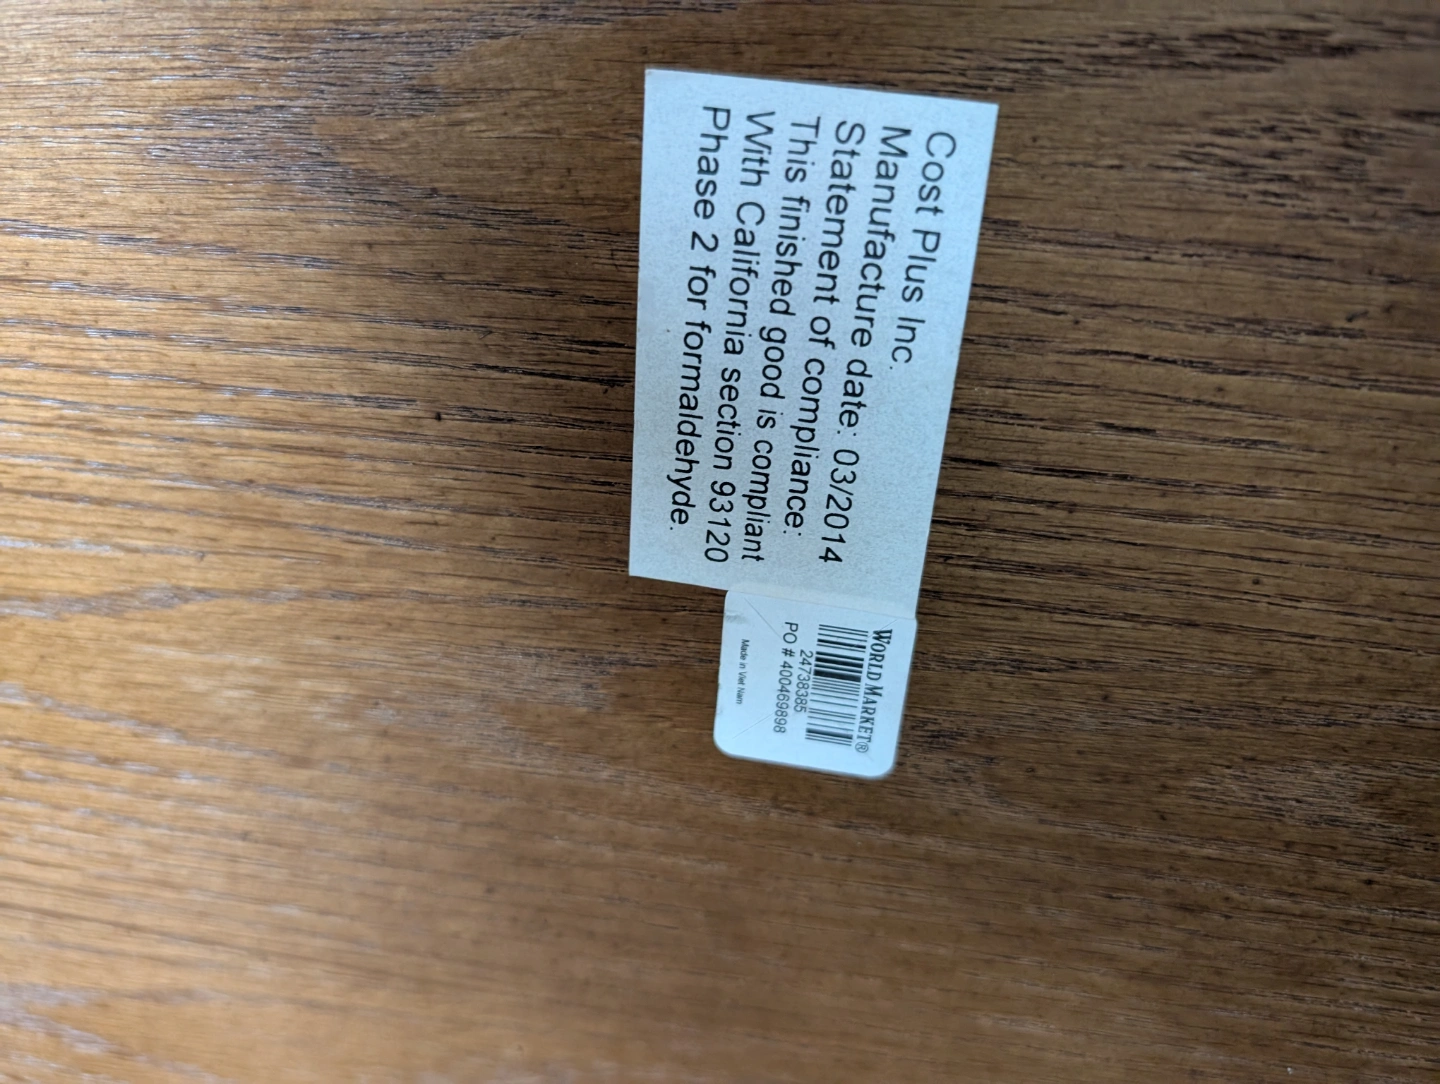 Cost Plus Inc.
Manufacture date: 03/2014
Statement of compliance:
This finished good is compliant
With California section 93120
Phase 2 for formaldehyde.
WORLD MARKET®
24738385
PO # 400469898
Made in Viet Nam